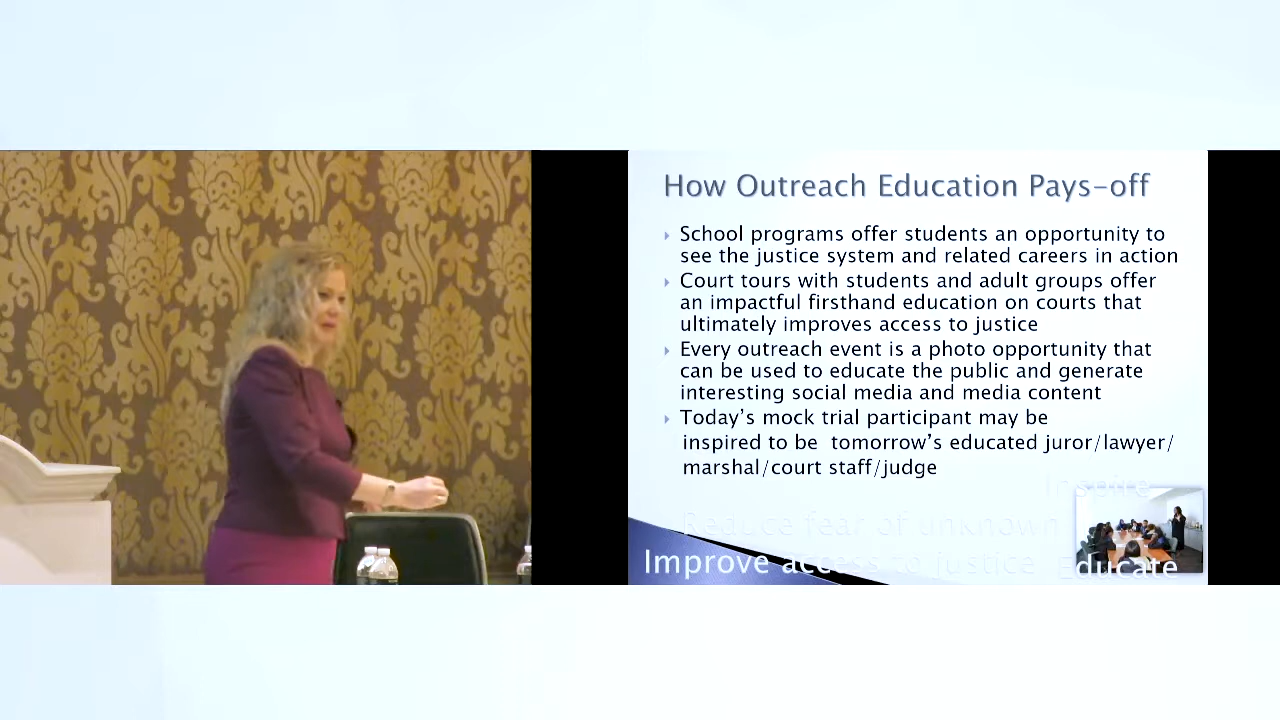 How Outreach Education Pays-off
School programs offer students an opportunity to
see the justice system and related careers in action
Court tours with students and adult groups offer
an impactful firsthand education on courts that
ultimately improves access to justice
Every outreach event is a photo opportunity that
can be used to educate the public and generate
interesting social media and media content
Today's mock trial participant may be
inspired to be  tomorrow's educated juror/lawyer/
marshal/court staff/judge
Inspire
Reduce fear of unknown
Improve access to justice
Educate